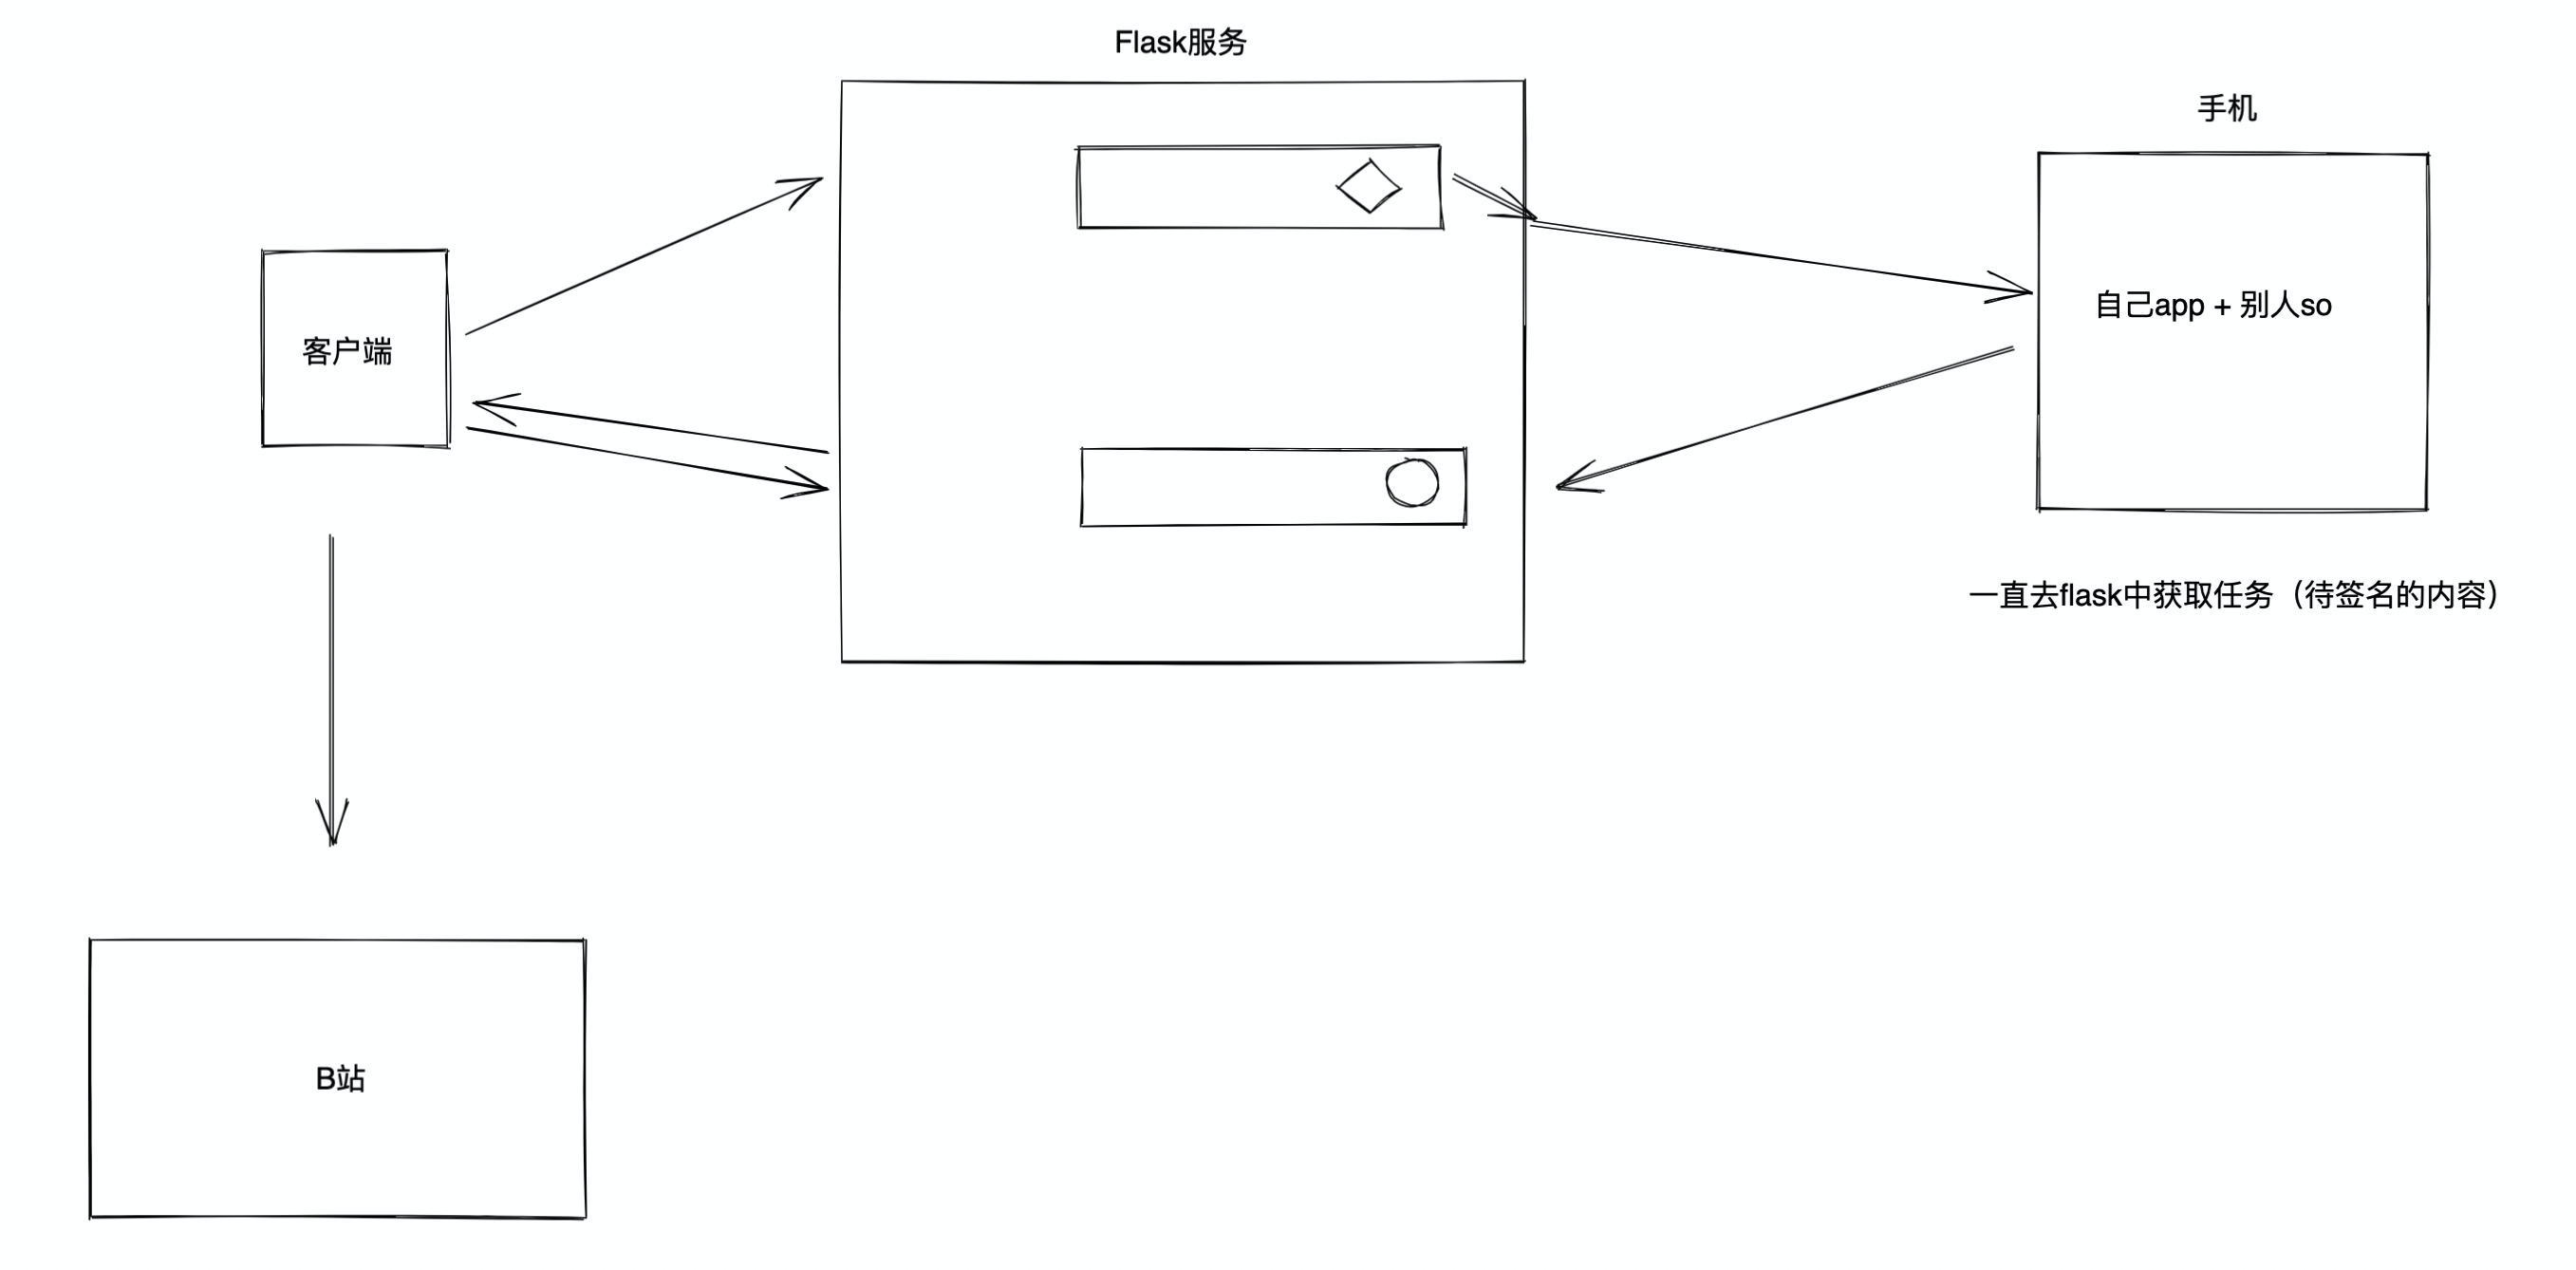 Flask服务
手机
客户端
自己app + 别人so
一直去flask中获取任务（待签名的内容）
B站